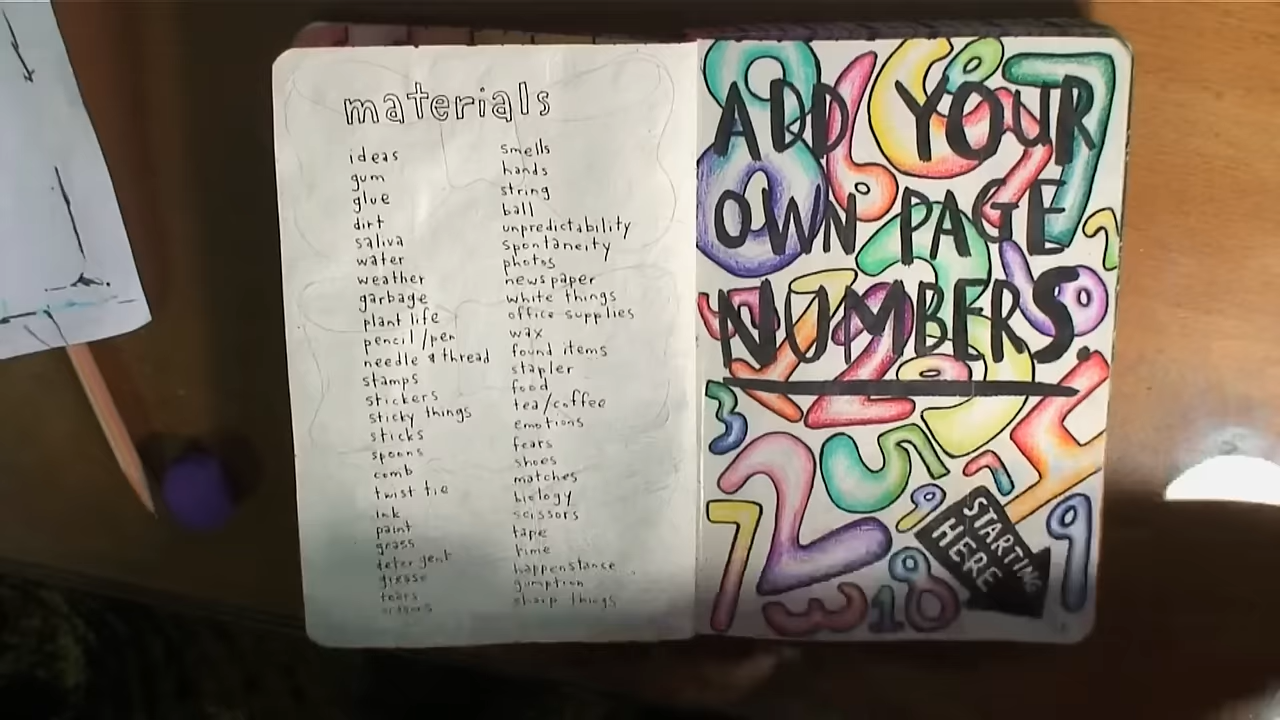 materials
ideas
gum
glue
dirt
saliva
water
weather
garbage
plant life
pencil/pen
needle & thread
stamps
stickers
sticky things
sticks
spoons
comb
twist tie
ink
paint
grass
detergent
grease
tears
crayons
smells
hands
string
ball
unpredictability
spontaneity
photos
newspaper
white things
office supplies
wax
found items
stapler
food
tea/coffee
emotions
fears
shoes
matches
biology
scissors
tape
time
happenstance
gumption
sharp things
ADD YOUR
OWN PAGE
NUMBERS.
STARTING
HERE